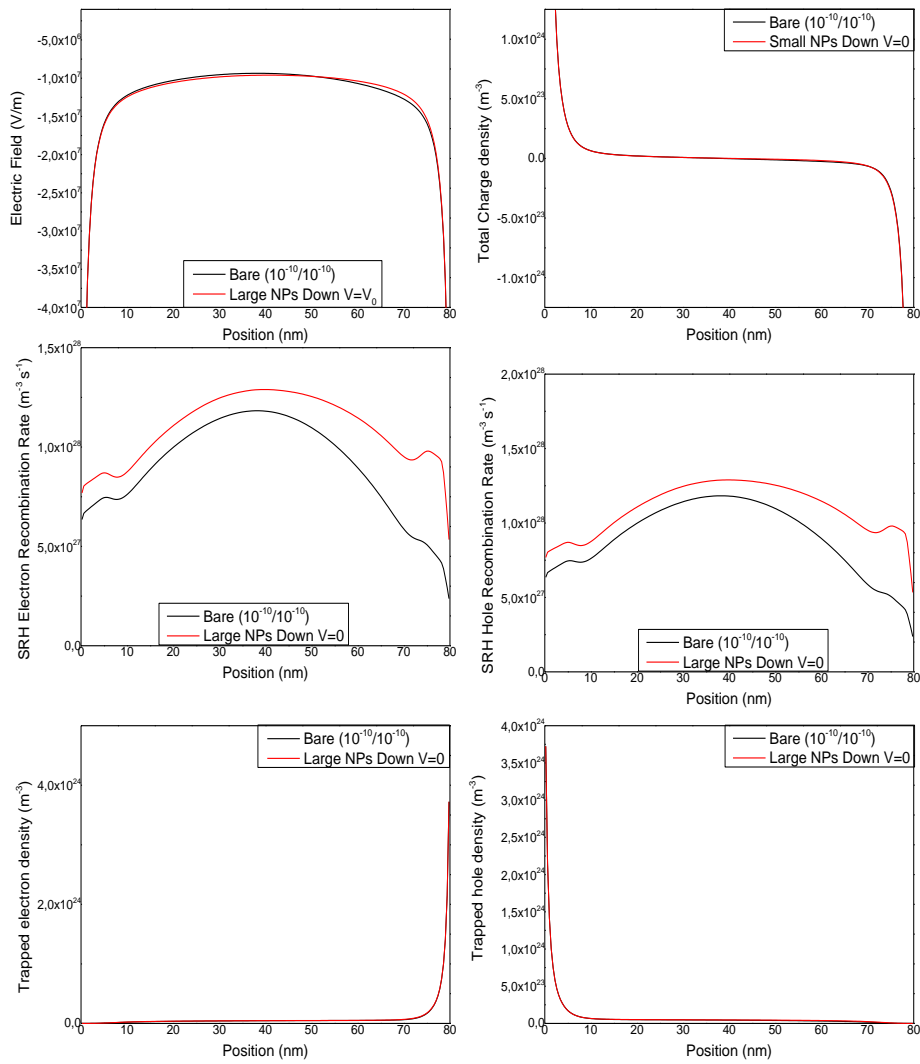 -5,0x10⁶
-1,0x10⁷
-1,5x10⁷
-2,0x10⁷
-2,5x10⁷
-3,0x10⁷
-3,5x10⁷
-4,0x10⁷
Electric Field (V/m)
Bare (10⁻¹⁰/10⁻¹⁰)
Large NPs Down V=V₀
0 10 20 30 40 50 60 70 80
Position (nm)
1.0x10²⁴
5.0x10²³
0.0
-5.0x10²³
-1.0x10²⁴
Total Charge density (m⁻³)
Bare (10⁻¹⁰/10⁻¹⁰)
Small NPs Down V=0
0 10 20 30 40 50 60 70 80
Position (nm)
1,5x10²⁸
1,0x10²⁸
5,0x10²⁷
0,0
SRH Electron Recombination Rate (m⁻³ s⁻¹)
Bare (10⁻¹⁰/10⁻¹⁰)
Large NPs Down V=0
0 10 20 30 40 50 60 70 80
Position (nm)
2,0x10²⁸
1,5x10²⁸
1,0x10²⁸
5,0x10²⁷
0,0
SRH Hole Recombination Rate (m⁻³ s⁻¹)
Bare (10⁻¹⁰/10⁻¹⁰)
Large NPs Down V=0
0 10 20 30 40 50 60 70 80
Position (nm)
4,0x10²⁴
2,0x10²⁴
0,0
Trapped electron density (m⁻³)
Bare (10⁻¹⁰/10⁻¹⁰)
Large NPs Down V=0
0 10 20 30 40 50 60 70 80
Position (nm)
4,0x10²⁴
3,5x10²⁴
3,0x10²⁴
2,5x10²⁴
2,0x10²⁴
1,5x10²⁴
1,0x10²⁴
5,0x10²³
0,0
Trapped hole density (m⁻³)
Bare (10⁻¹⁰/10⁻¹⁰)
Large NPs Down V=0
0 10 20 30 40 50 60 70 80
Position (nm)